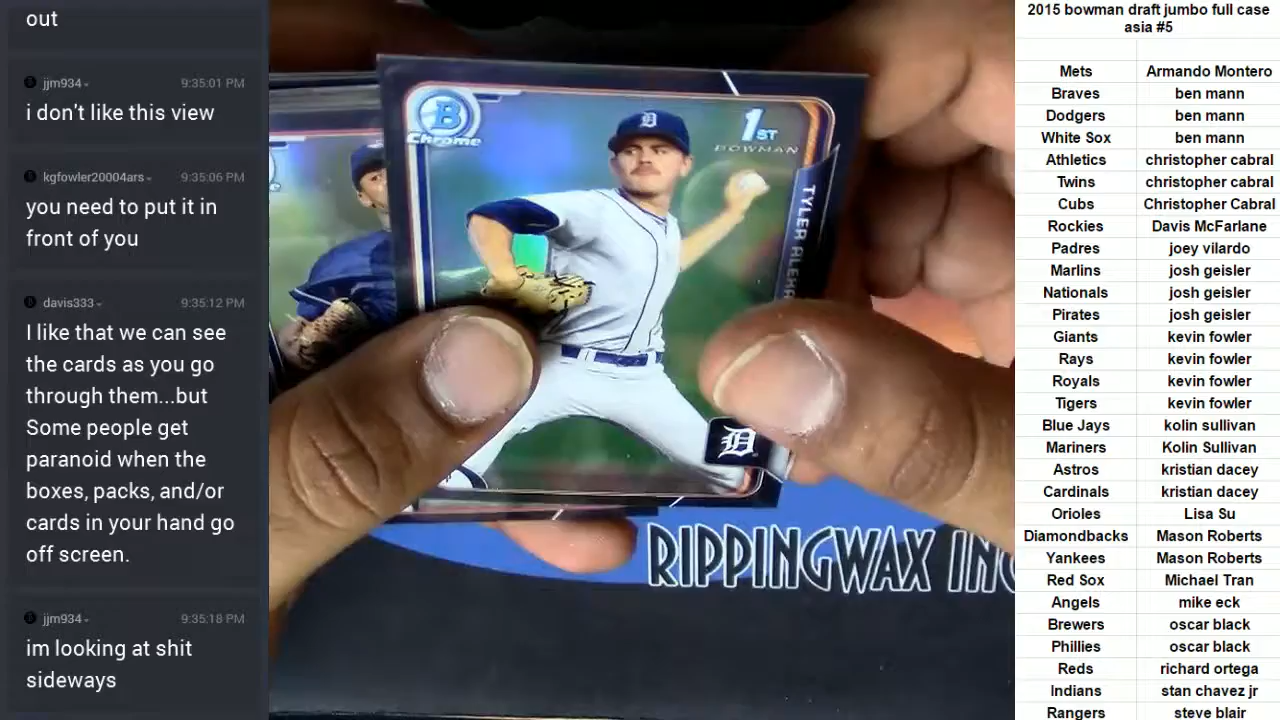 out
jjm934
9:35:01 PM
i don't like this view
kgfowler20004ars
9:35:06 PM
you need to put it in
front of you
davis333
9:35:12 PM
I like that we can see
the cards as you go
through them...but
Some people get
paranoid when the
boxes, packs, and/or
cards in your hand go
off screen.
jjm934
9:35:18 PM
im looking at shit
sideways
B
Chrome
1ST
BOWMAN
TYLER
D
D
RIPPINGWAX INC
2015 bowman draft jumbo full case
asia #5
Mets Armando Montero
Braves ben mann
Dodgers ben mann
White Sox ben mann
Athletics christopher cabral
Twins christopher cabral
Cubs Christopher Cabral
Rockies Davis McFarlane
Padres joey vilardo
Marlins josh geisler
Nationals josh geisler
Pirates josh geisler
Giants kevin fowler
Rays kevin fowler
Royals kevin fowler
Tigers kevin fowler
Blue Jays kolin sullivan
Mariners Kolin Sullivan
Astros kristian dacey
Cardinals kristian dacey
Orioles Lisa Su
Diamondbacks Mason Roberts
Yankees Mason Roberts
Red Sox Michael Tran
Angels mike eck
Brewers oscar black
Phillies oscar black
Reds richard ortega
Indians stan chavez jr
Rangers steve blair